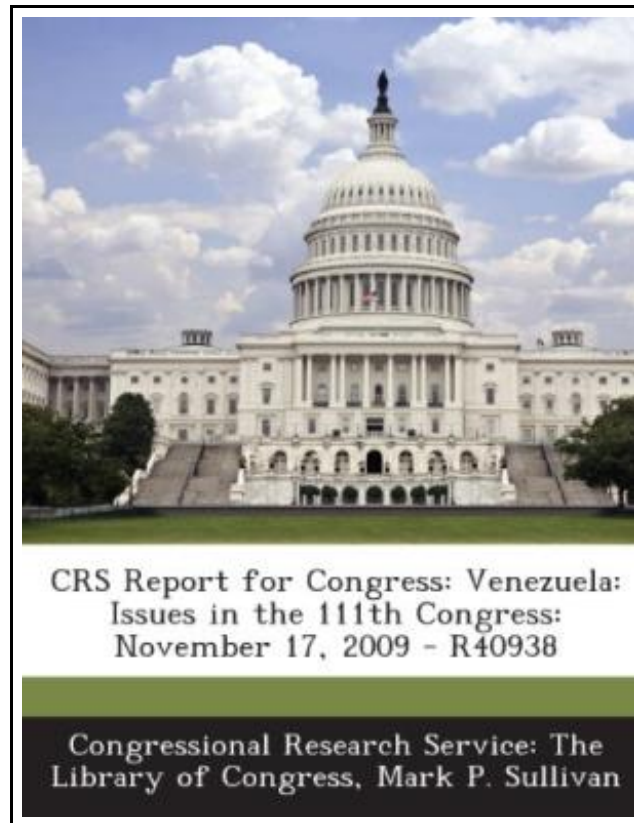 CRS Report for Congress: Venezuela:
Issues in the 111th Congress:
November 17, 2009 - R40938
Congressional Research Service: The
Library of Congress, Mark P. Sullivan